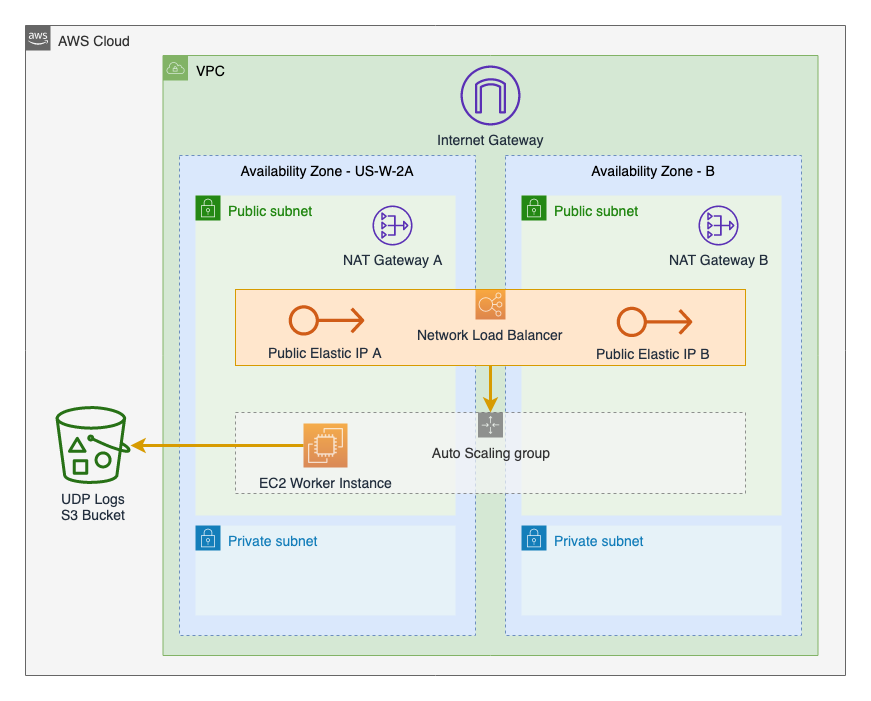 aws
AWS Cloud
VPC
Internet Gateway
Availability Zone - US-W-2A
Availability Zone - B
Public subnet
Public subnet
NAT Gateway A
NAT Gateway B
Network Load Balancer
Public Elastic IP A
Public Elastic IP B
Auto Scaling group
EC2 Worker Instance
UDP Logs
S3 Bucket
Private subnet
Private subnet